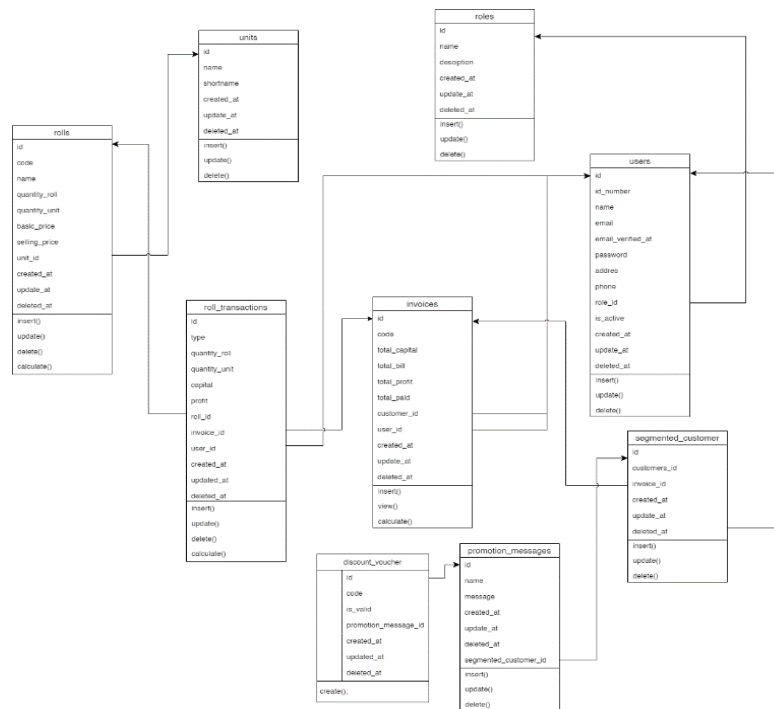 units
id
name
shortname
created_at
update_at
deleted_at
insert()
update()
delete()
roles
id
name
desciption
created_at
update_at
deleted_at
insert()
update()
delete()
rolls
id
code
name
quantity_roll
quantity_unit
basic_price
selling_price
unit_id
created_at
update_at
deleted_at
insert()
update()
delete()
calculate()
users
id
id_number
name
email
email_verified_at
password
addres
phone
role_id
is_active
created_at
update_at
deleted_at
insert()
update()
delete()
roll_transactions
id
type
quantity_roll
quantity_unit
capital
profit
roll_id
invoice_id
user_id
created_at
updated_at
deleted_at
insert()
update()
delete()
calculate()
invoices
id
code
total_capital
total_bill
total_profit
total_paid
customer_id
user_id
created_at
update_at
deleted_at
insert()
view()
calculate()
segmented_customer
id
customers_id
invoice_id
created_at
update_at
deleted_at
insert()
update()
delete()
discount_voucher
id
code
is_valid
promotion_message_id
created_at
updated_at
deleted_at
create();
promotion_messages
id
name
message
created_at
update_at
deleted_at
segmented_customer_id
insert()
update()
delete()